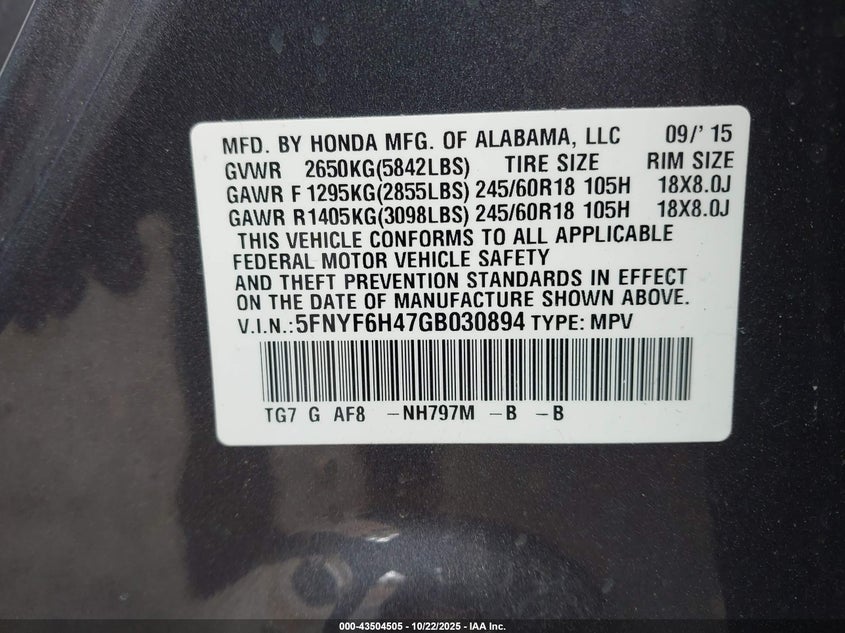 MFD. BY HONDA MFG. OF ALABAMA, LLC 09/'15
GVWR 2650KG(5842LBS) TIRE SIZE RIM SIZE
GAWR F 1295KG(2855LBS) 245/60R18 105H 18X8.0J
GAWR R1405KG(3098LBS) 245/60R18 105H 18X8.0J
THIS VEHICLE CONFORMS TO ALL APPLICABLE
FEDERAL MOTOR VEHICLE SAFETY
AND THEFT PREVENTION STANDARDS IN EFFECT
ON THE DATE OF MANUFACTURE SHOWN ABOVE.
V.I.N.:5FNYF6H47GB030894 TYPE: MPV
TG7 G AF8 -NH797M -B -B
000-43504505 - 10/22/2025 - IAA Inc.